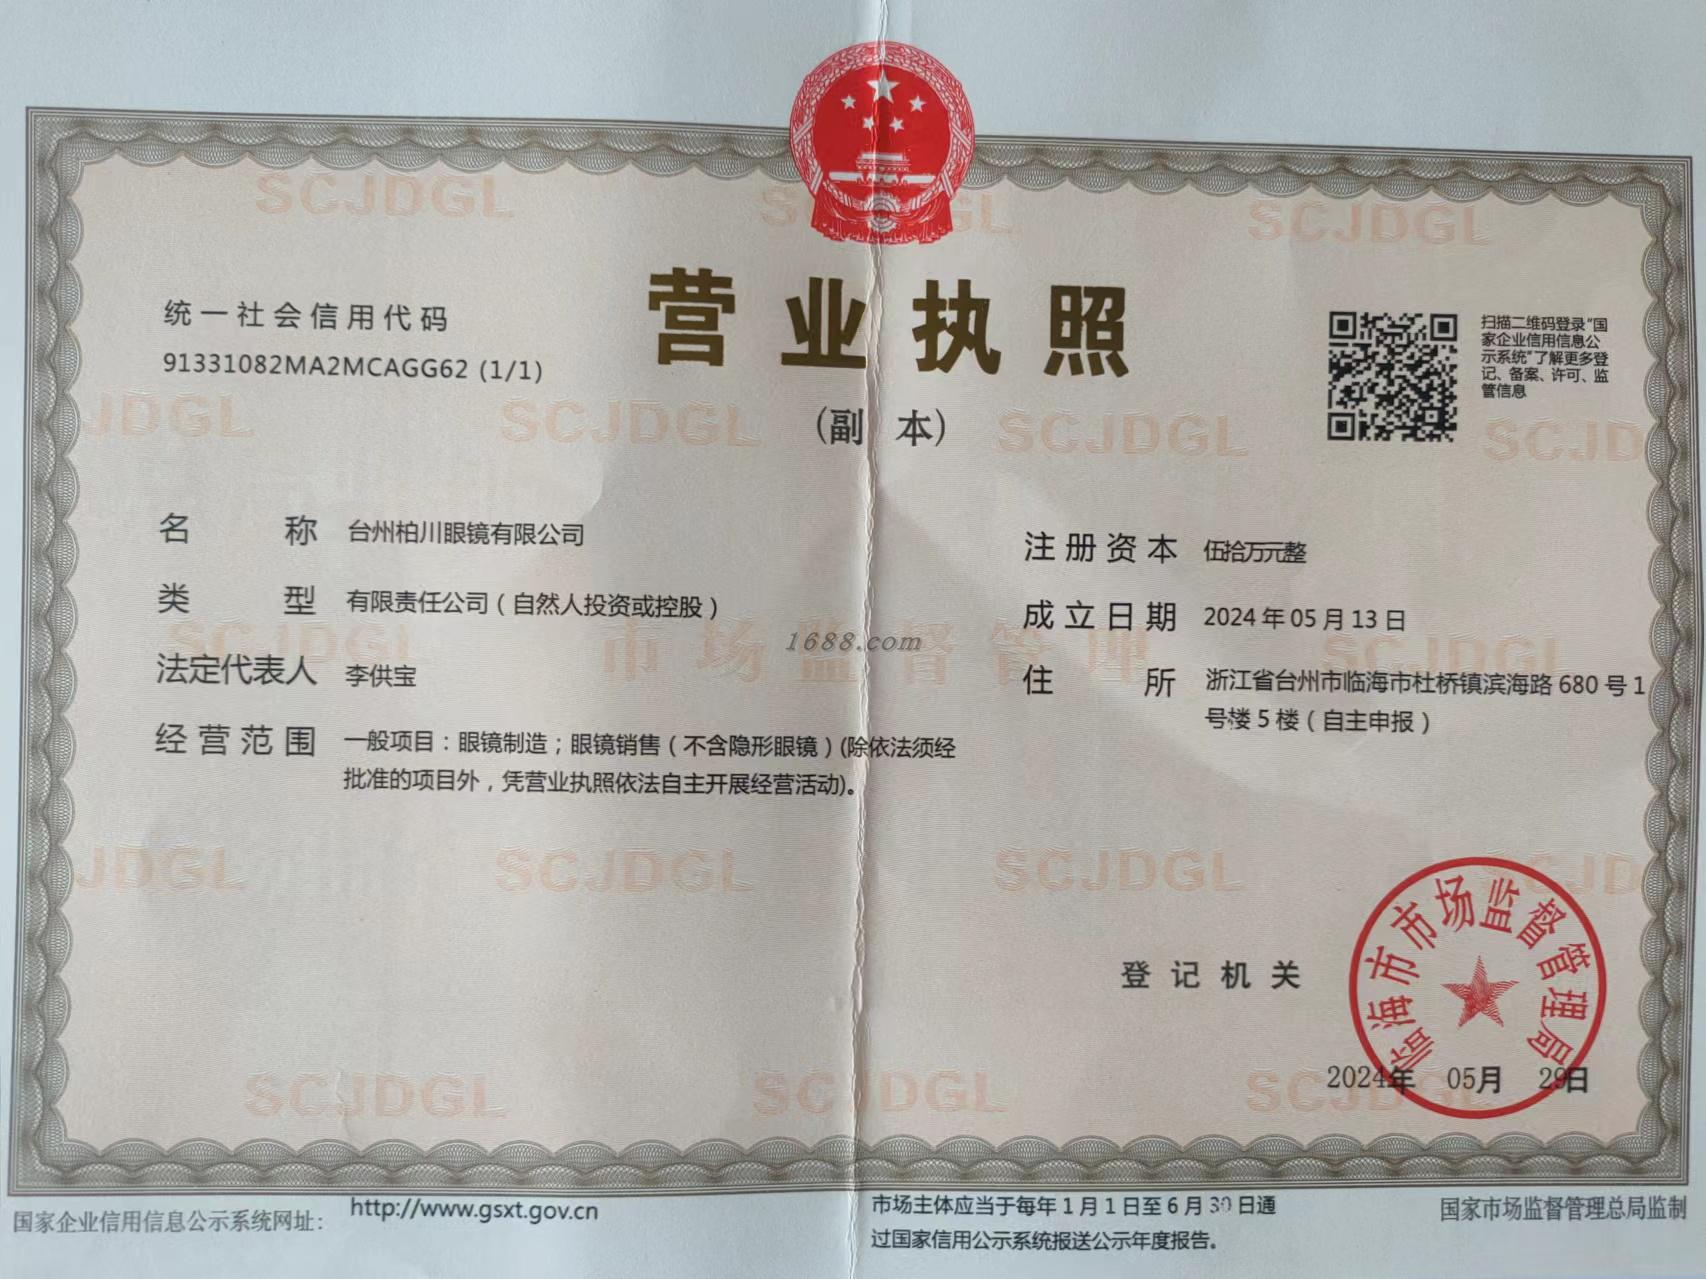 营业执照
(副 本)
统一社会信用代码
91331082MA2MCAGG62 (1/1)
扫描二维码登录“国
家企业信用信息公
示系统”了解更多登
记、备案、许可、监
管信息
名 称 台州柏川眼镜有限公司
类 型 有限责任公司(自然人投资或控股)
法定代表人 李供宝
经营范围 一般项目:眼镜制造;眼镜销售(不含隐形眼镜)(除依法须经
批准的项目外,凭营业执照依法自主开展经营活动)。
注册资本 伍拾万元整
成立日期 2024年05月13日
住 所 浙江省台州市临海市杜桥镇滨海路680号1
号楼5楼(自主申报)
1688.com
市场监督管理
SCJDGL
登记机关
临海市市场监督管理局
2024年 05月 29日
国家企业信用信息公示系统网址: http://www.gsxt.gov.cn
市场主体应当于每年1月1日至6月30日通
过国家信用公示系统报送公示年度报告。
国家市场监督管理总局监制